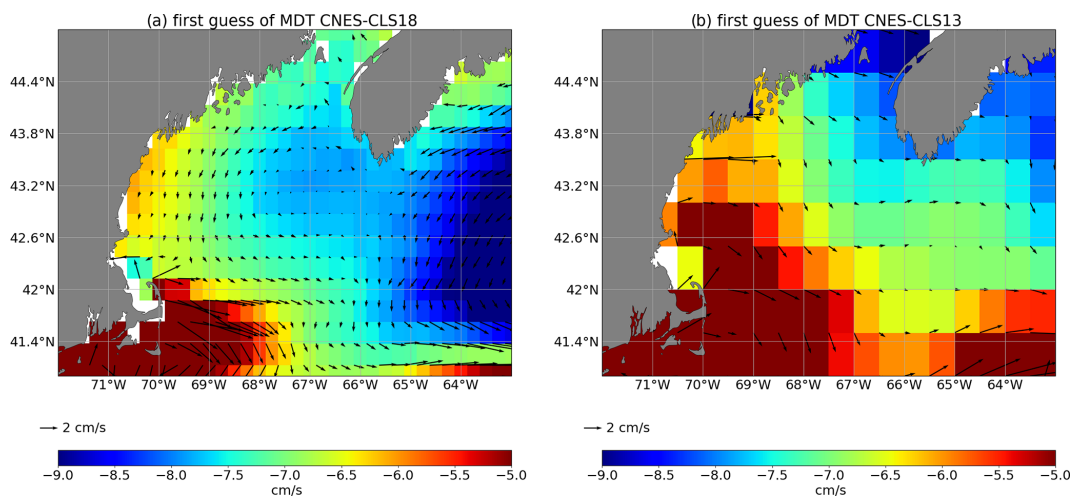 (a) first guess of MDT CNES-CLS18
44.4°N
43.8°N
43.2°N
42.6°N
42°N
41.4°N
71°W 70°W 69°W 68°W 67°W 66°W 65°W 64°W
2 cm/s
−9.0 −8.5 −8.0 −7.5 −7.0 −6.5 −6.0 −5.5 −5.0
cm/s
(b) first guess of MDT CNES-CLS13
44.4°N
43.8°N
43.2°N
42.6°N
42°N
41.4°N
71°W 70°W 69°W 68°W 67°W 66°W 65°W 64°W
2 cm/s
−9.0 −8.5 −8.0 −7.5 −7.0 −6.5 −6.0 −5.5 −5.0
cm/s